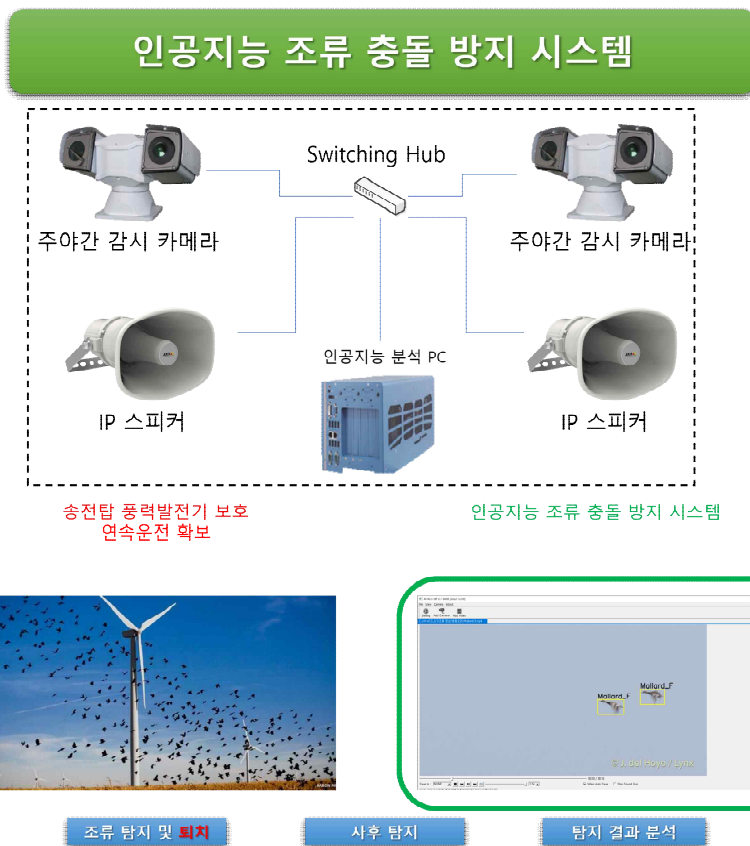 인공지능 조류 충돌 방지 시스템
Switching Hub
주야간 감시 카메라
주야간 감시 카메라
인공지능 분석 PC
IP 스피커
IP 스피커
송전탑 풍력발전기 보호
연속운전 확보
인공지능 조류 충돌 방지 시스템
Mallard_F
Mallard_F
조류 탐지 및 퇴치
사후 탐지
탐지 결과 분석